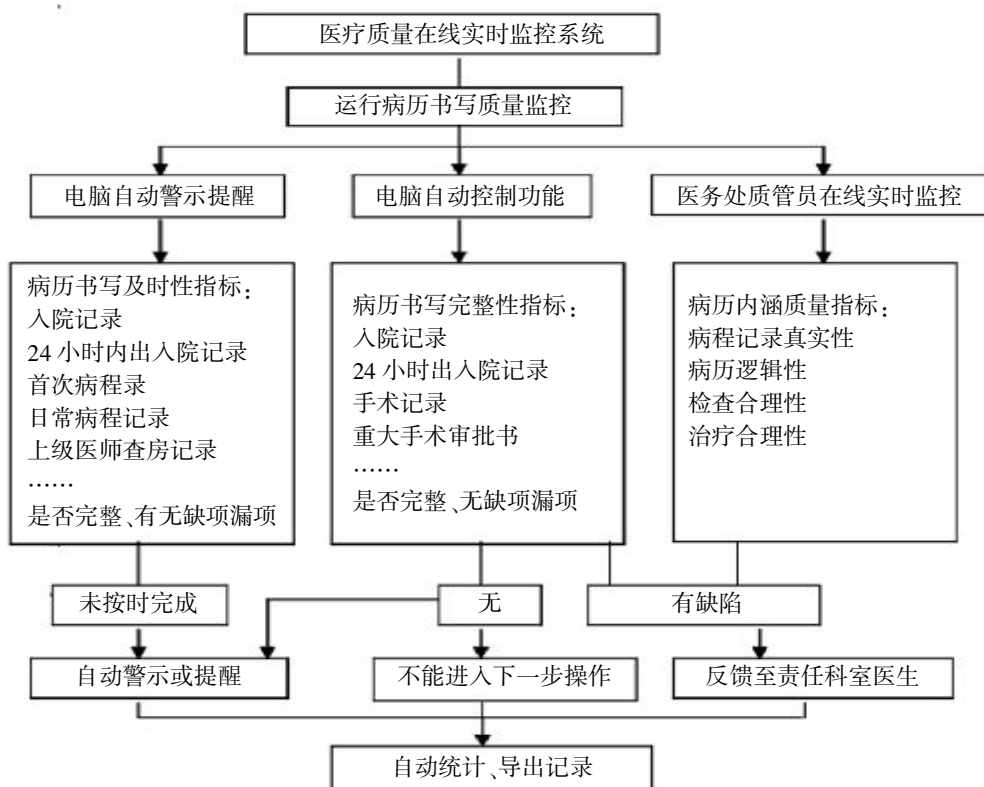 医疗质量在线实时监控系统
运行病历书写质量监控
电脑自动警示提醒
电脑自动控制功能
医务处质管员在线实时监控
病历书写及时性指标:
入院记录
24 小时内出入院记录
首次病程录
日常病程记录
上级医师查房记录
……
是否完整、有无缺项漏项
病历书写完整性指标:
入院记录
24 小时出入院记录
手术记录
重大手术审批书
……
是否完整、无缺项漏项
病历内涵质量指标:
病程记录真实性
病历逻辑性
检查合理性
治疗合理性
未按时完成
无
有缺陷
自动警示或提醒
不能进入下一步操作
反馈至责任科室医生
自动统计、导出记录